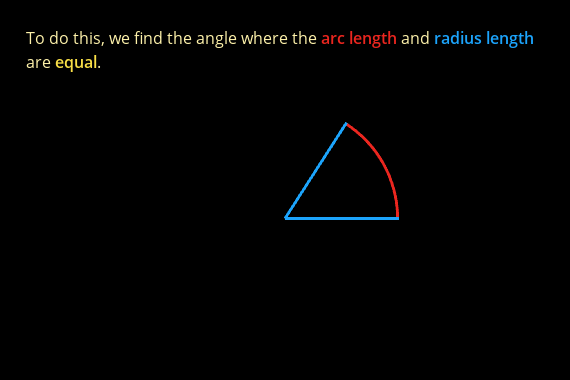 To do this, we find the angle where the arc length and radius length
are equal.